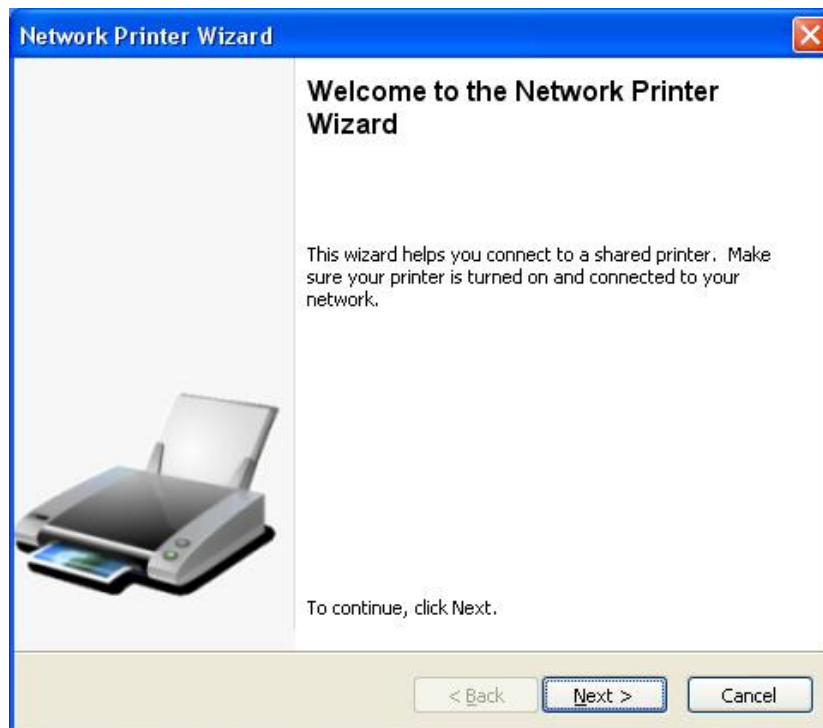 Network Printer Wizard
Welcome to the Network Printer
Wizard
This wizard helps you connect to a shared printer. Make
sure your printer is turned on and connected to your
network.
To continue, click Next.
< Back
Next >
Cancel